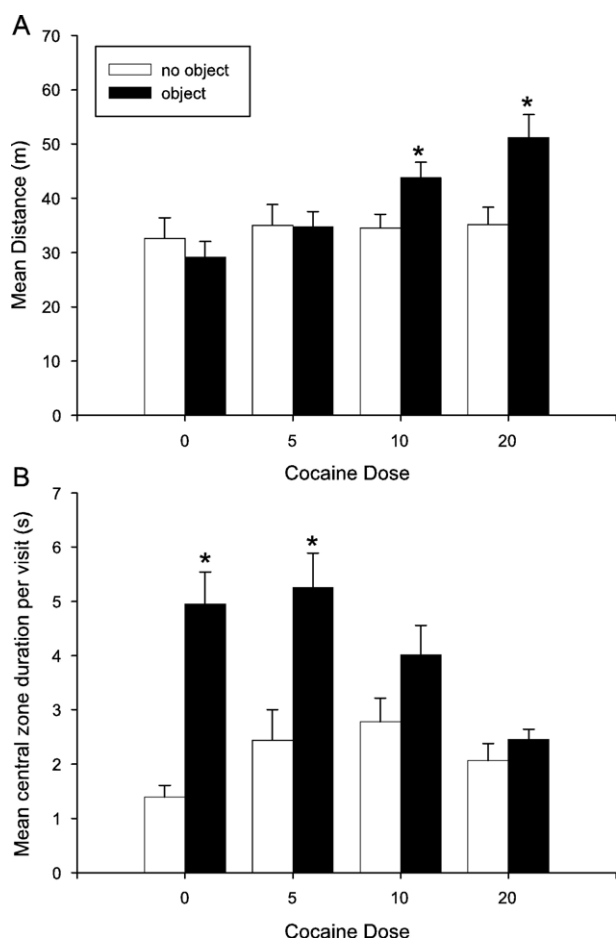 A
no object
object
70
60
50
40
30
20
10
0
Mean Distance (m)
*
*
0 5 10 20
Cocaine Dose
B
7
6
5
4
3
2
1
0
Mean central zone duration per visit (s)
*
*
0 5 10 20
Cocaine Dose